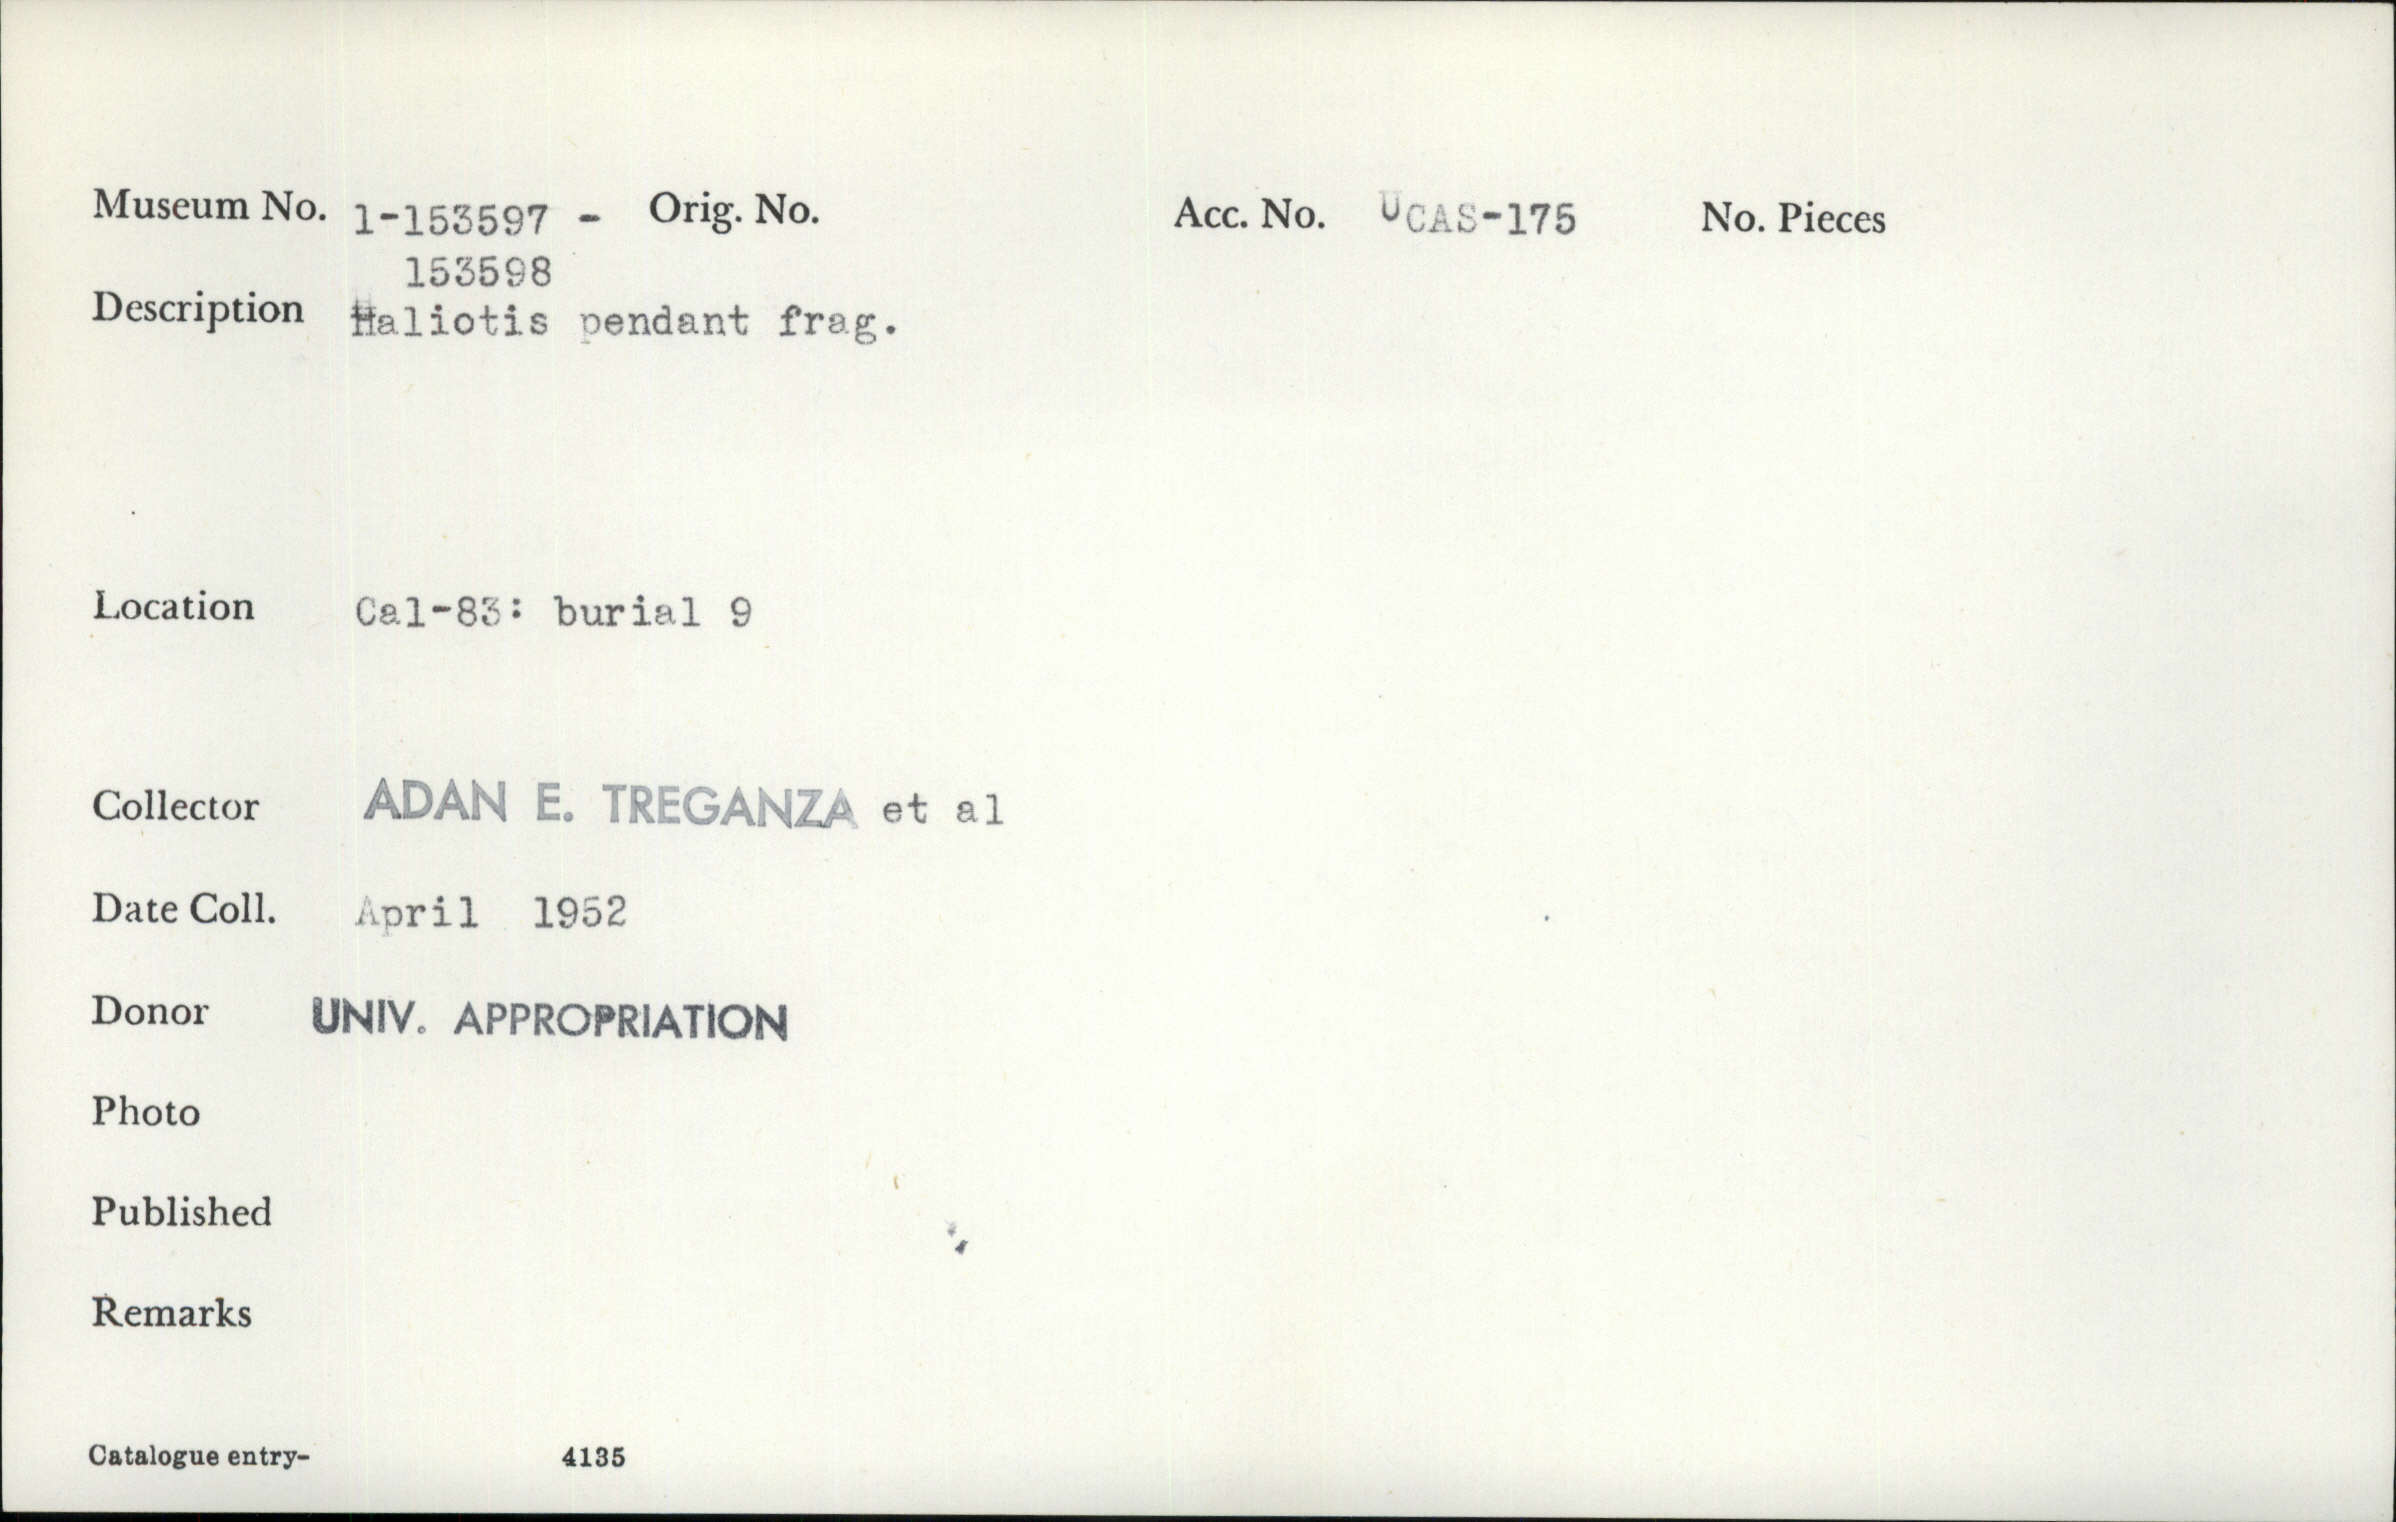 Museum No. 1-153597 - Orig. No. Acc. No. UCAS-175 No. Pieces
153598
Description Haliotis pendant frag.
Location Cal-83: burial 9
Collector ADAN E. TREGANZA et al
Date Coll. April 1952
Donor UNIV. APPROPRIATION
Photo
Published
Remarks
Catalogue entry- 4135